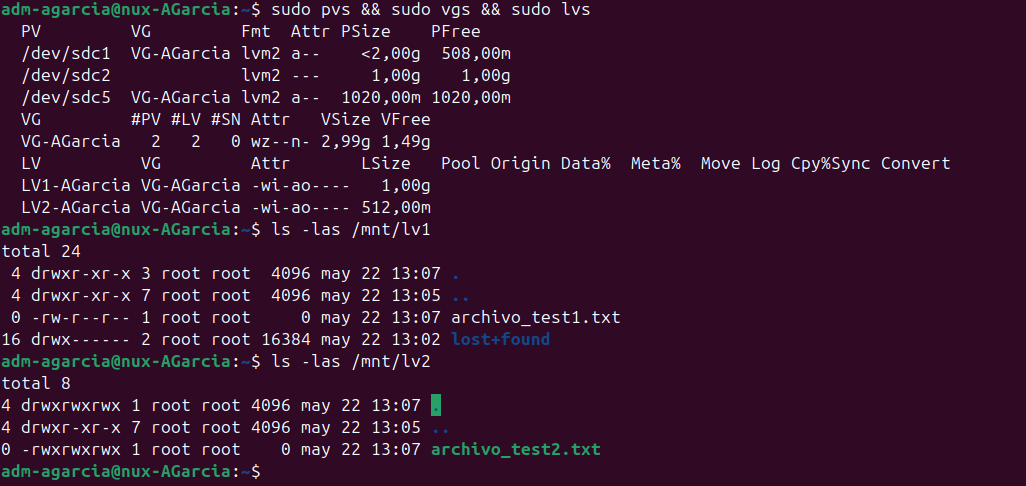 adm-agarcia@nux-AGarcia:~$ sudo pvs && sudo vgs && sudo lvs
  PV         VG         Fmt  Attr PSize    PFree
  /dev/sdc1  VG-AGarcia lvm2 a--    <2,00g  508,00m
  /dev/sdc2             lvm2 ---     1,00g    1,00g
  /dev/sdc5  VG-AGarcia lvm2 a--  1020,00m 1020,00m
  VG         #PV #LV #SN Attr   VSize VFree
  VG-AGarcia   2   2   0 wz--n- 2,99g 1,49g
  LV          VG         Attr       LSize   Pool Origin Data%  Meta%  Move Log Cpy%Sync Convert
  LV1-AGarcia VG-AGarcia -wi-ao----   1,00g
  LV2-AGarcia VG-AGarcia -wi-ao---- 512,00m
adm-agarcia@nux-AGarcia:~$ ls -las /mnt/lv1
total 24
 4 drwxr-xr-x 3 root root  4096 may 22 13:07 .
 4 drwxr-xr-x 7 root root  4096 may 22 13:05 ..
 0 -rw-r--r-- 1 root root     0 may 22 13:07 archivo_test1.txt
16 drwx------ 2 root root 16384 may 22 13:02 lost+found
adm-agarcia@nux-AGarcia:~$ ls -las /mnt/lv2
total 8
4 drwxrwxrwx 1 root root 4096 may 22 13:07 .
4 drwxr-xr-x 7 root root 4096 may 22 13:05 ..
0 -rwxrwxrwx 1 root root    0 may 22 13:07 archivo_test2.txt
adm-agarcia@nux-AGarcia:~$